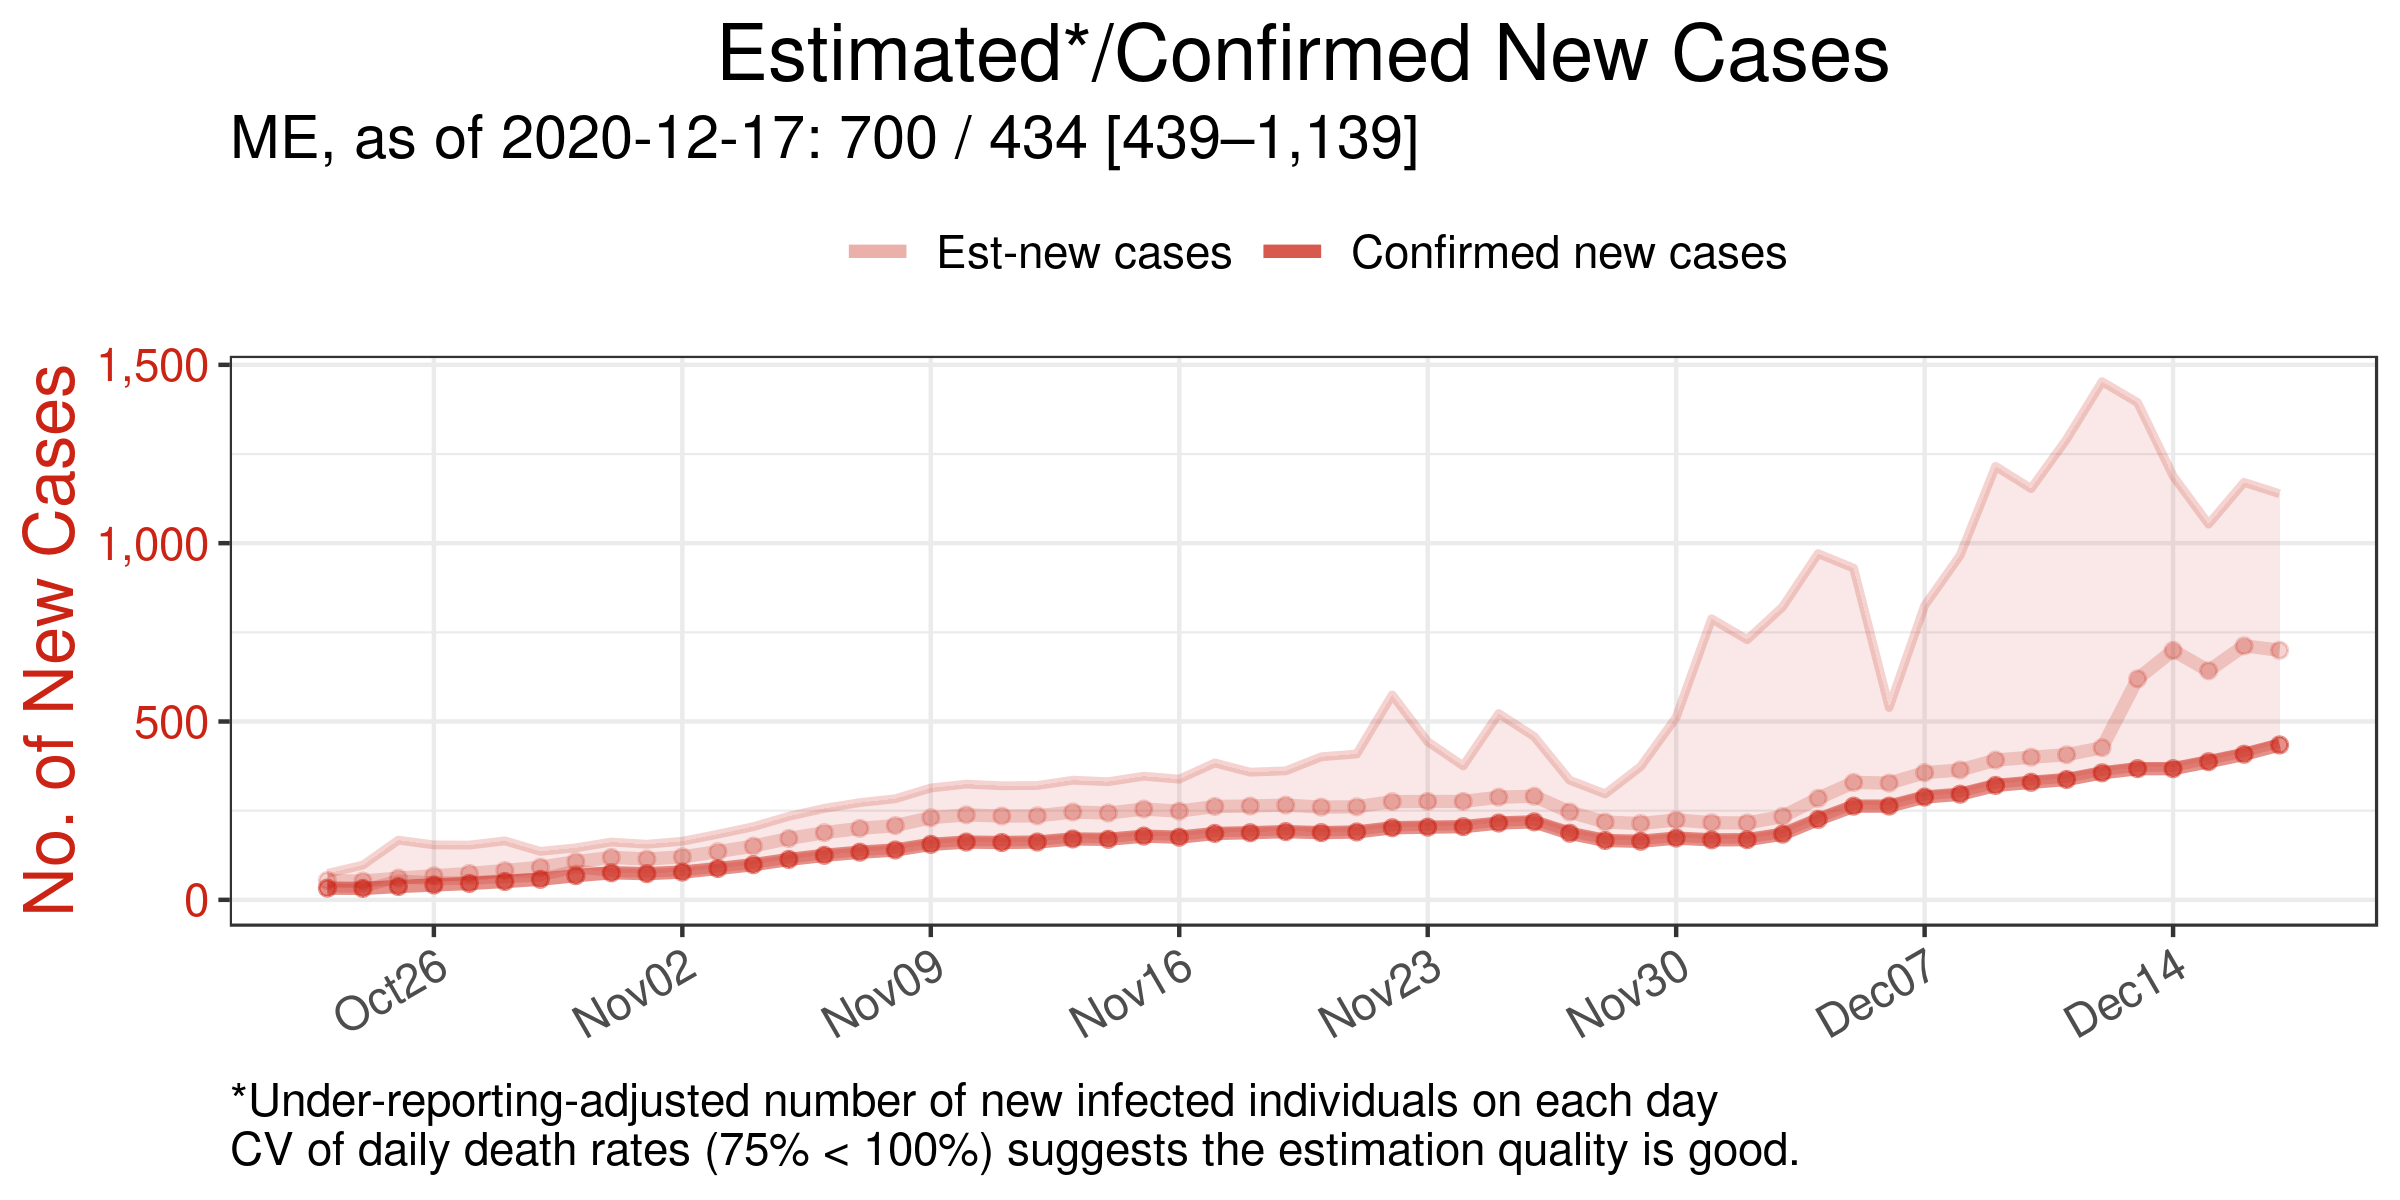 Estimated*/Confirmed New Cases
ME, as of 2020-12-17: 700 / 434 [439–1,139]
Est-new cases Confirmed new cases
No. of New Cases
1,500
1,000
500
0
Oct26 Nov02 Nov09 Nov16 Nov23 Nov30 Dec07 Dec14
*Under-reporting-adjusted number of new infected individuals on each day
CV of daily death rates (75% < 100%) suggests the estimation quality is good.